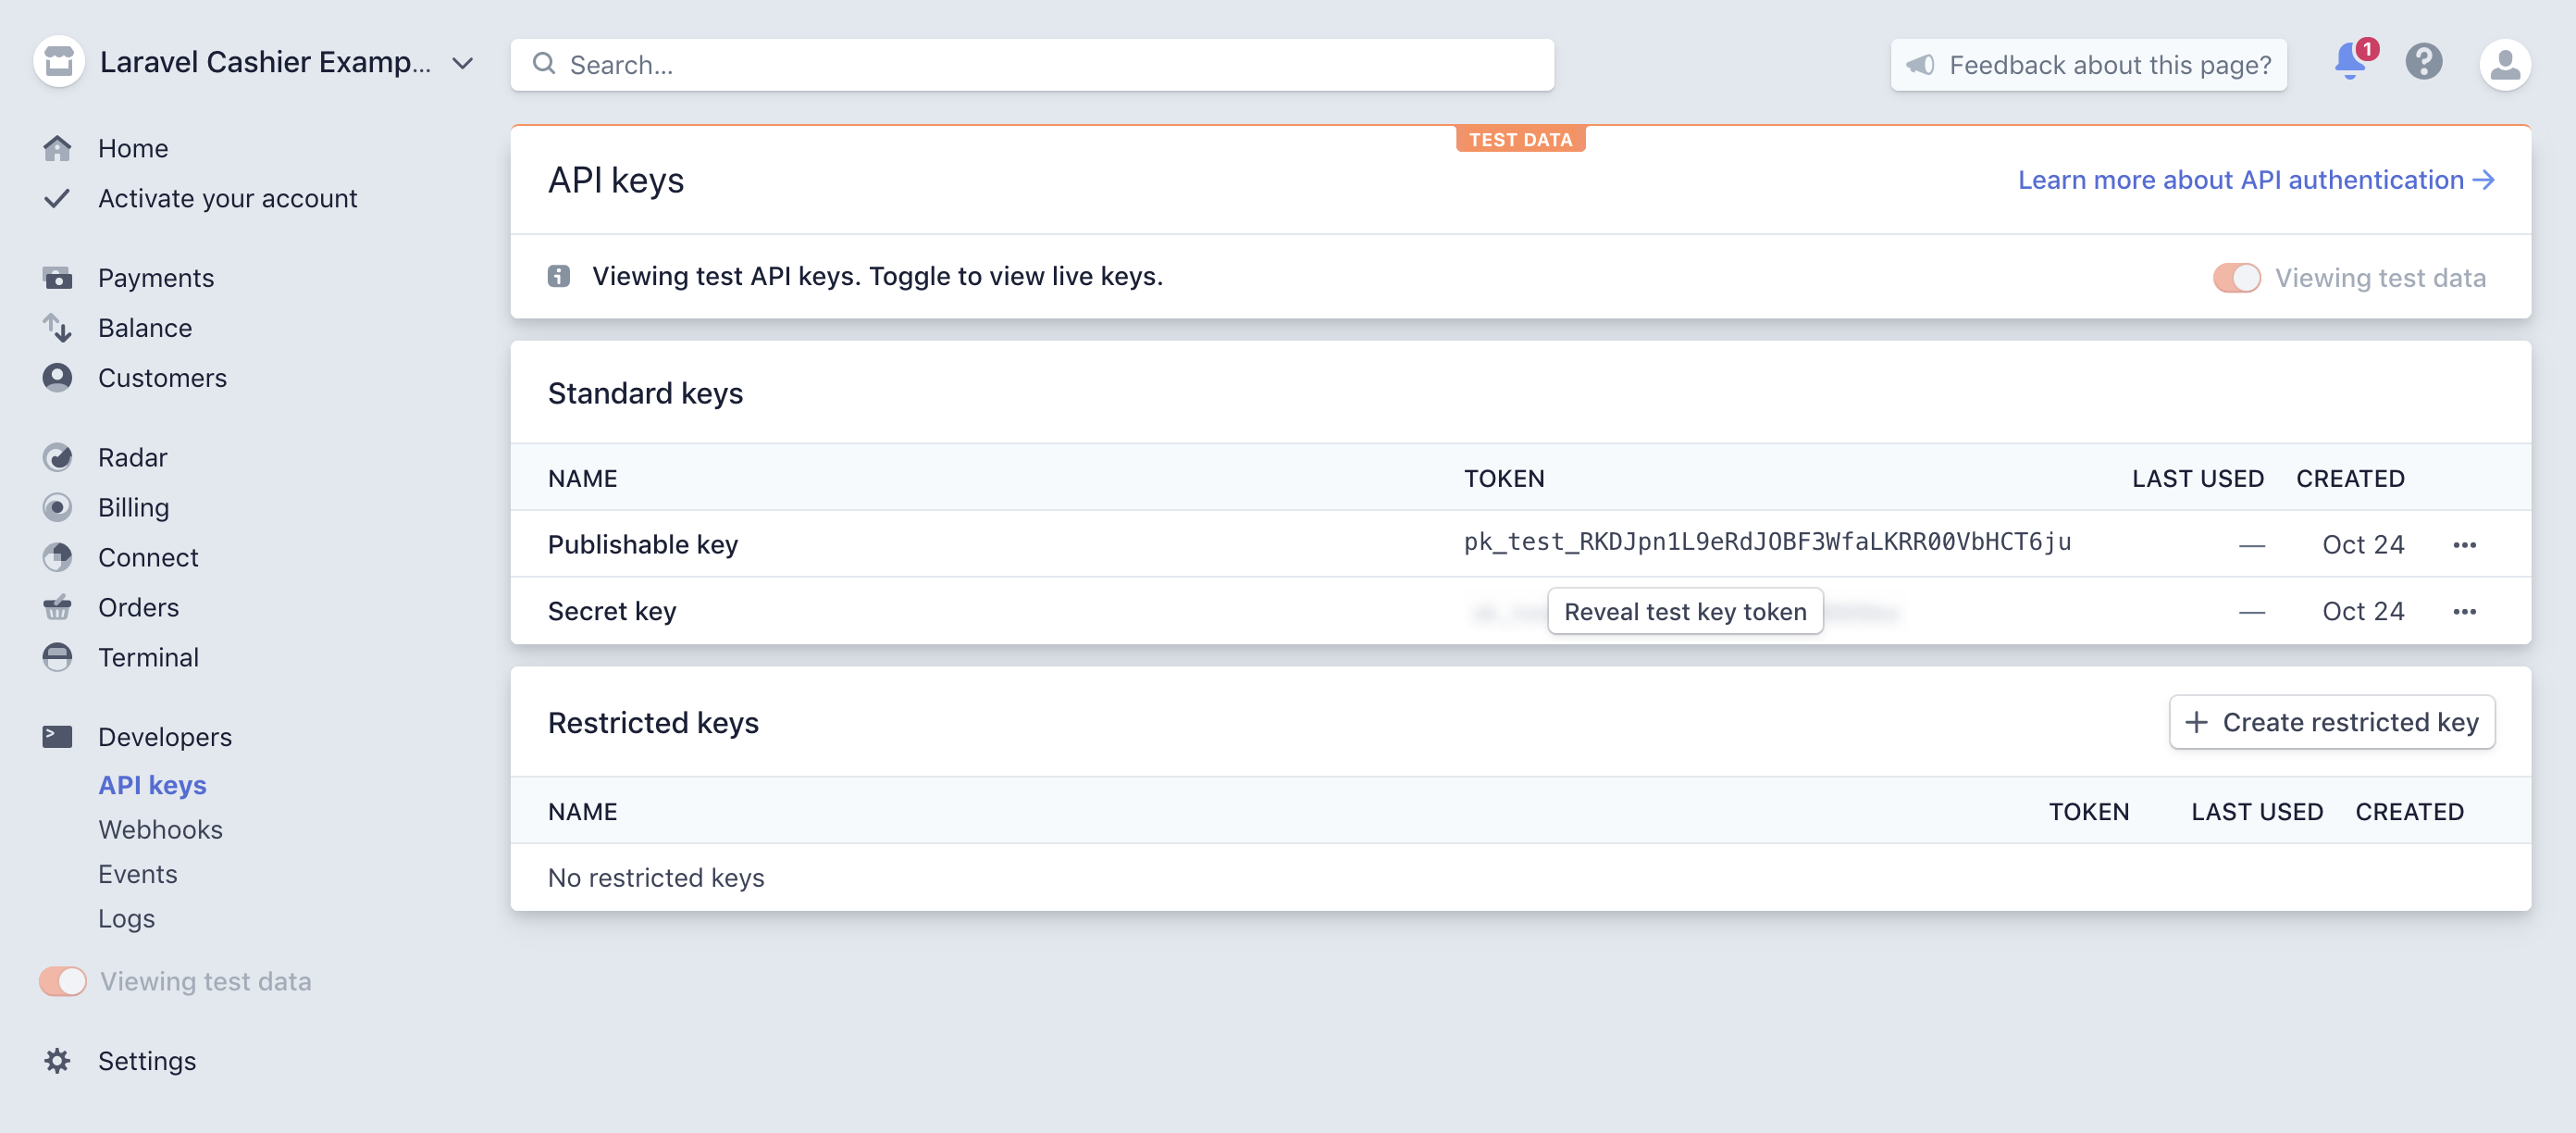 Laravel Cashier Examp...
Search...
Feedback about this page?
1
Home
Activate your account
Payments
Balance
Customers
Radar
Billing
Connect
Orders
Terminal
Developers
API keys
Webhooks
Events
Logs
Viewing test data
Settings
TEST DATA
API keys
Learn more about API authentication
Viewing test API keys. Toggle to view live keys.
Viewing test data
Standard keys
NAME TOKEN LAST USED CREATED
Publishable key pk_test_RKDJpn1L9eRdJOBF3WfaLKRR00VbHCT6ju — Oct 24
Secret key Reveal test key token — Oct 24
Restricted keys
Create restricted key
NAME TOKEN LAST USED CREATED
No restricted keys